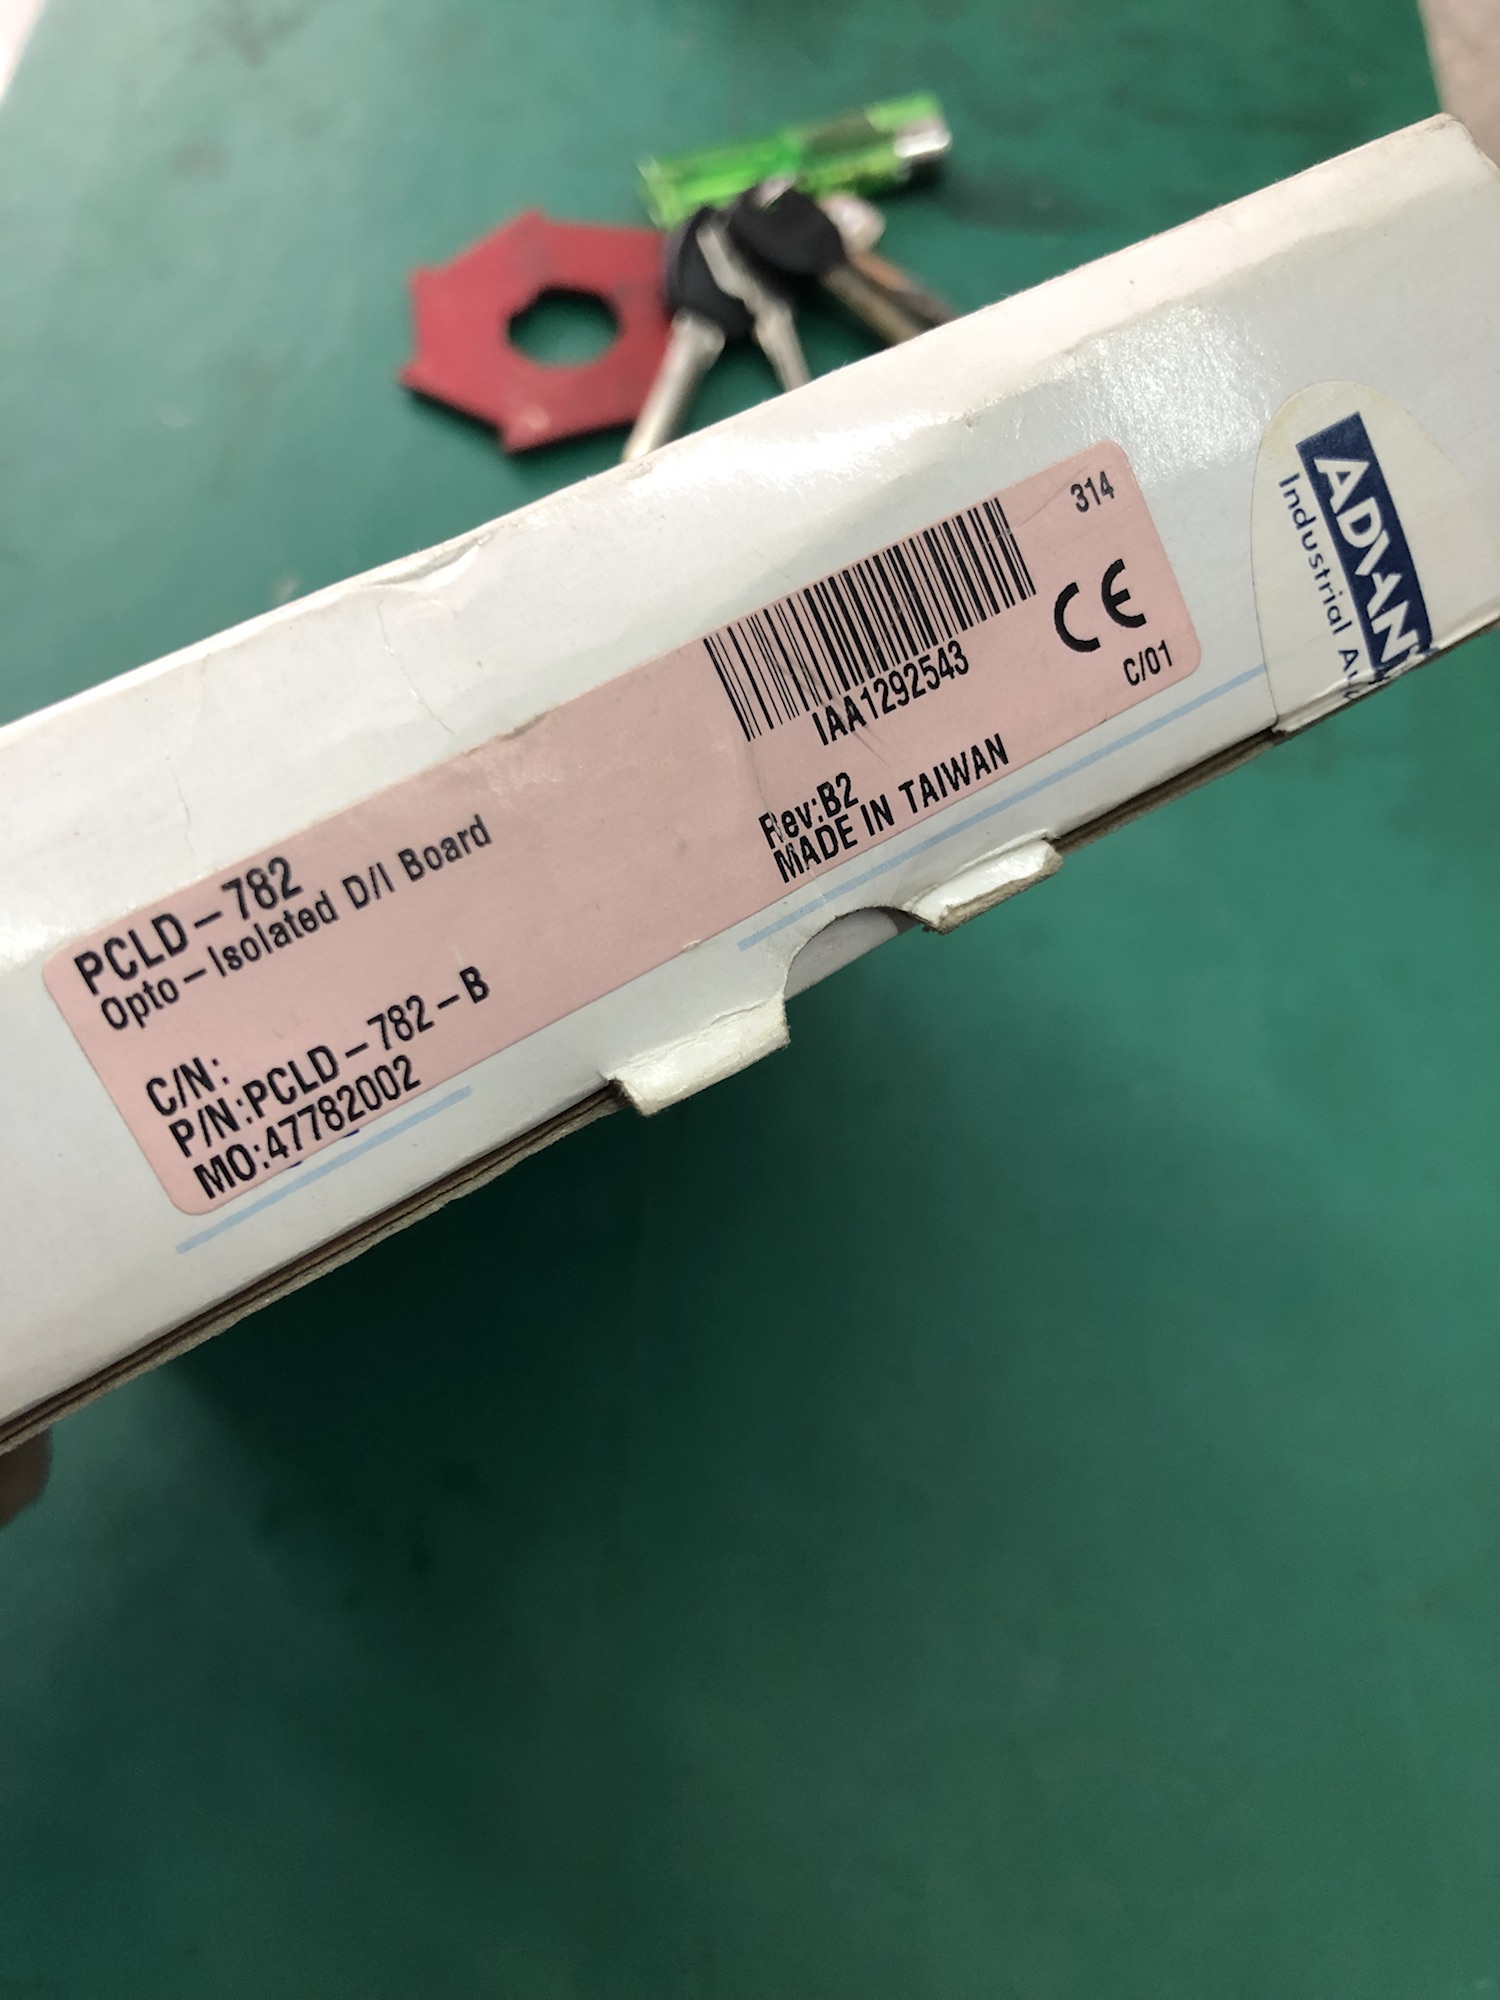 PCLD-782
Opto-Isolated D/I Board
C/N:
P/N:PCLD-782-B
MO:47782002
314
IAA1292543
CE
C/01
Rev:B2
MADE IN TAIWAN
ADVAN
Industrial